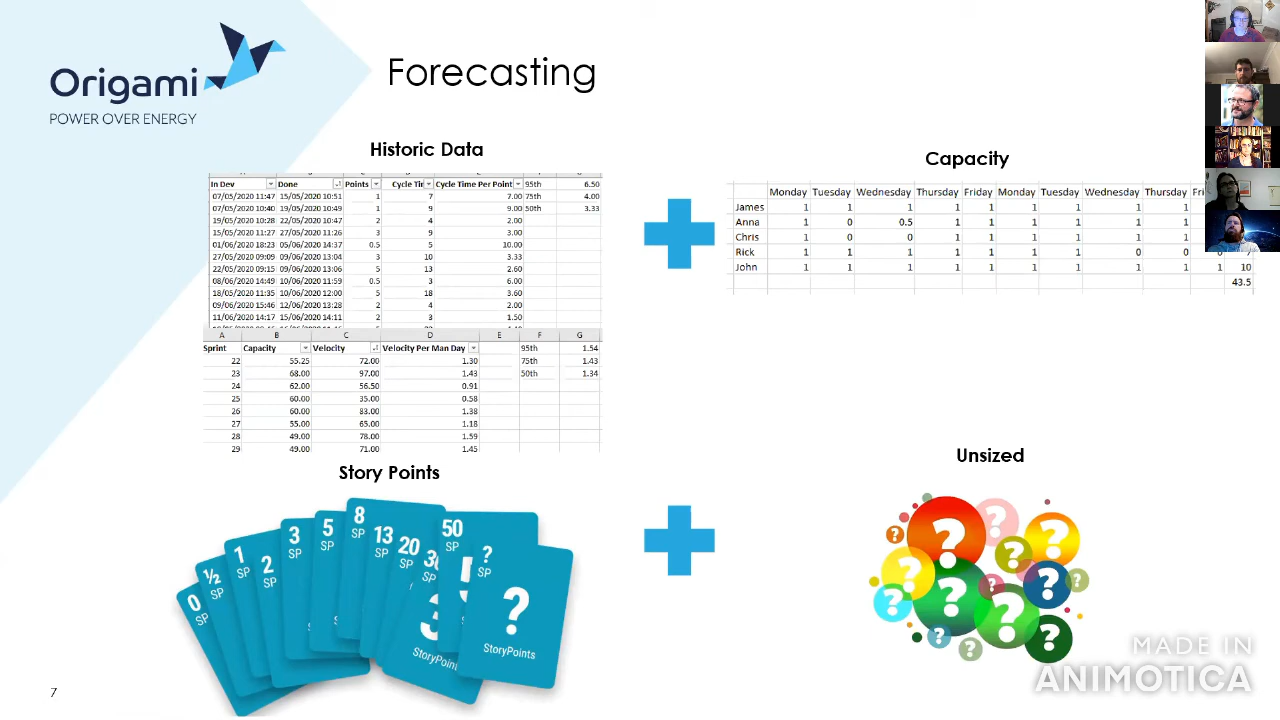 Origami
POWER OVER ENERGY
Forecasting
Historic Data
In Dev Done Points Cycle Tin Cycle Time Per Point 95th 6.50
07/05/2020 11:47 15/05/2020 10:51 1 7 7.00 75th 4.00
07/05/2020 10:40 19/05/2020 10:49 1 9 9.00 50th 3.33
19/05/2020 10:28 22/05/2020 10:47 2 4 2.00
15/05/2020 11:27 27/05/2020 11:26 3 9 3.00
01/06/2020 18:23 05/06/2020 14:37 0.5 5 10.00
27/05/2020 09:09 09/06/2020 13:04 3 10 3.33
22/05/2020 09:15 09/06/2020 13:06 5 13 2.60
08/06/2020 14:49 10/06/2020 11:59 0.5 3 6.00
18/05/2020 11:35 10/06/2020 12:00 5 18 3.60
09/06/2020 15:46 12/06/2020 13:28 2 4 2.00
11/06/2020 14:17 15/06/2020 14:11 2 3 1.50
A B C D E F G
Sprint Capacity Velocity Velocity Per Man Day 95th 1.54
22 55.25 72.00 1.30 75th 1.43
23 68.00 97.00 1.43 50th 1.34
24 62.00 56.50 0.91
25 60.00 35.00 0.58
26 60.00 83.00 1.38
27 55.00 65.00 1.18
28 49.00 78.00 1.59
29 49.00 71.00 1.45
Capacity
Monday Tuesday Wednesday Thursday Friday Monday Tuesday Wednesday Thursday Fri
James 1 1 1 1 1 1 1 1 1
Anna 1 0 0.5 1 1 1 1 1 1
Chris 1 0 0 1 1 1 1 1 1
Rick 1 1 1 1 1 1 1 0 0 0 7
John 1 1 1 1 1 1 1 1 1 1 10
43.5
Story Points
0 SP
½ SP
1 SP
2 SP
3 SP
5 SP
8 SP
13 SP
20 SP
SP
50 SP
? SP
?
StoryPoints
Unsized
? ? ? ? ? ? ? ? ? ? ? ? ? ?
7
MADE IN
ANIMOTICA